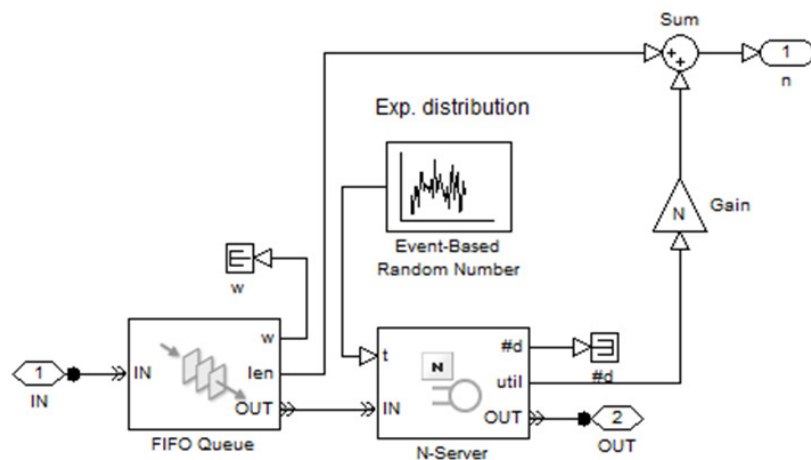 Sum
1
n
Exp. distribution
N
Gain
Event-Based
Random Number
w
w
#d
1
IN
IN
len
t
N
util
#d
OUT
IN
OUT
2
OUT
FIFO Queue
N-Server